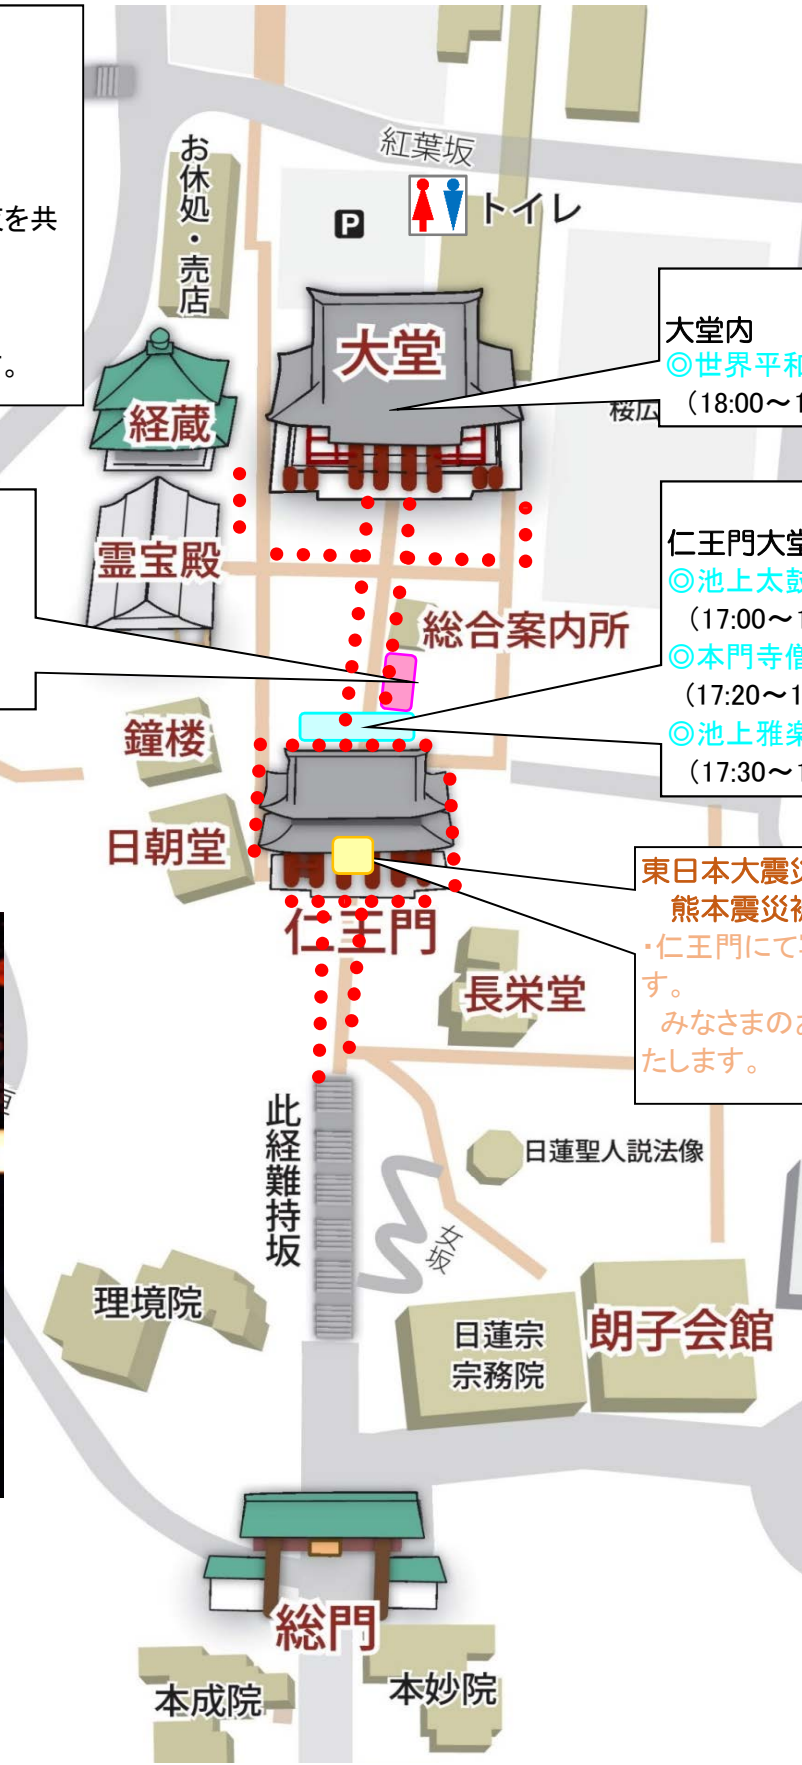 を共
。
紅葉坂
お休処・売店
P
トイレ
大堂
大堂内
◎世界平和
(18:00～1
桜広
経蔵
霊宝殿
仁王門大堂
◎池上太鼓
(17:00～1
◎本門寺僧
(17:20～1
◎池上雅楽
(17:30～1
総合案内所
鐘楼
日朝堂
東日本大震災
熊本震災被
・仁王門にて
す。
みなさまのお
たします。
仁王門
長栄堂
此経難持坂
日蓮聖人説法像
女坂
理境院
日蓮宗
宗務院
朗子会館
総門
本成院
本妙院